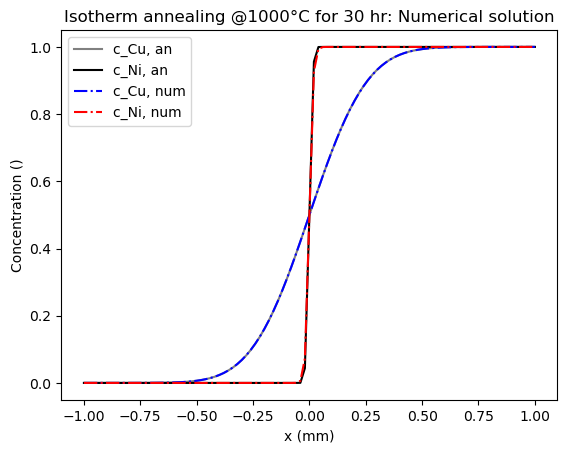 Isotherm annealing @1000°C for 30 hr: Numerical solution
c_Cu, an
c_Ni, an
c_Cu, num
c_Ni, num
Concentration ()
1.0
0.8
0.6
0.4
0.2
0.0
−1.00 −0.75 −0.50 −0.25 0.00 0.25 0.50 0.75 1.00
x (mm)